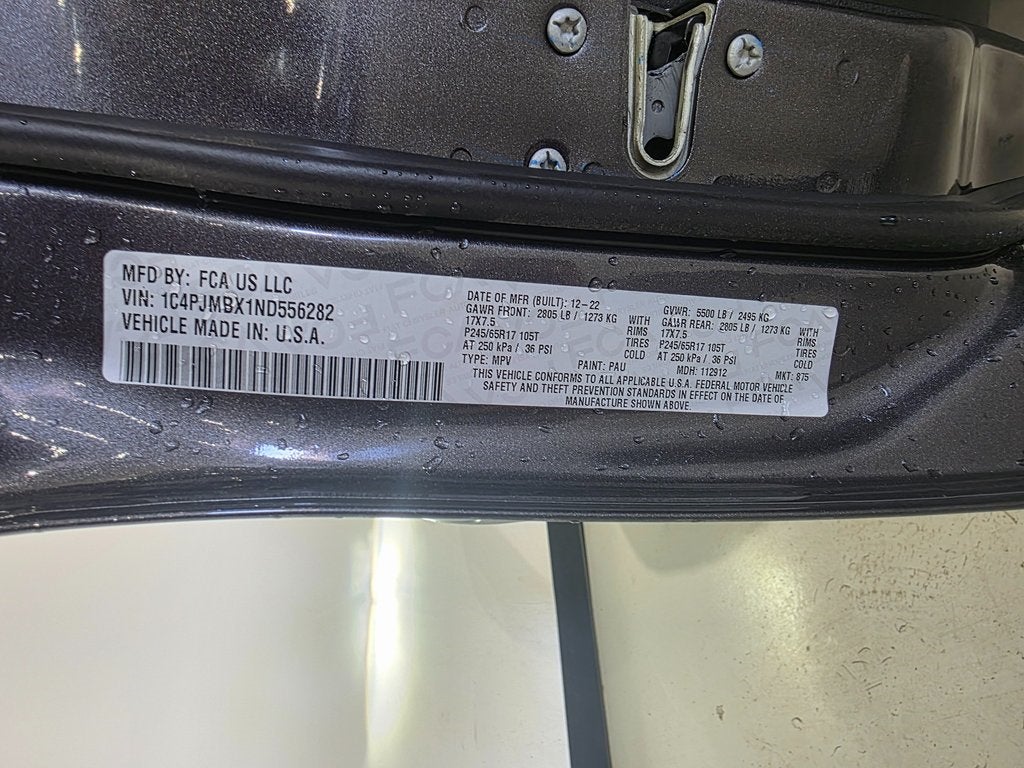 MFD BY: FCA US LLC
VIN: 1C4PJMBX1ND556282
VEHICLE MADE IN: U.S.A.
DATE OF MFR (BUILT): 12-22
GAWR FRONT: 2805 LB / 1273 KG WITH
17X7.5 RIMS
P245/65R17 105T TIRES
AT 250 kPa / 36 PSI COLD
TYPE: MPV PAINT: PAU
GVWR: 5500 LB / 2495 KG
GAWR REAR: 2805 LB / 1273 KG WITH
17X7.5 RIMS
P245/65R17 105T TIRES
AT 250 kPa / 36 PSI COLD
MDH: 112912 MKT: 875
THIS VEHICLE CONFORMS TO ALL APPLICABLE U.S.A. FEDERAL MOTOR VEHICLE
SAFETY AND THEFT PREVENTION STANDARDS IN EFFECT ON THE DATE OF
MANUFACTURE SHOWN ABOVE.